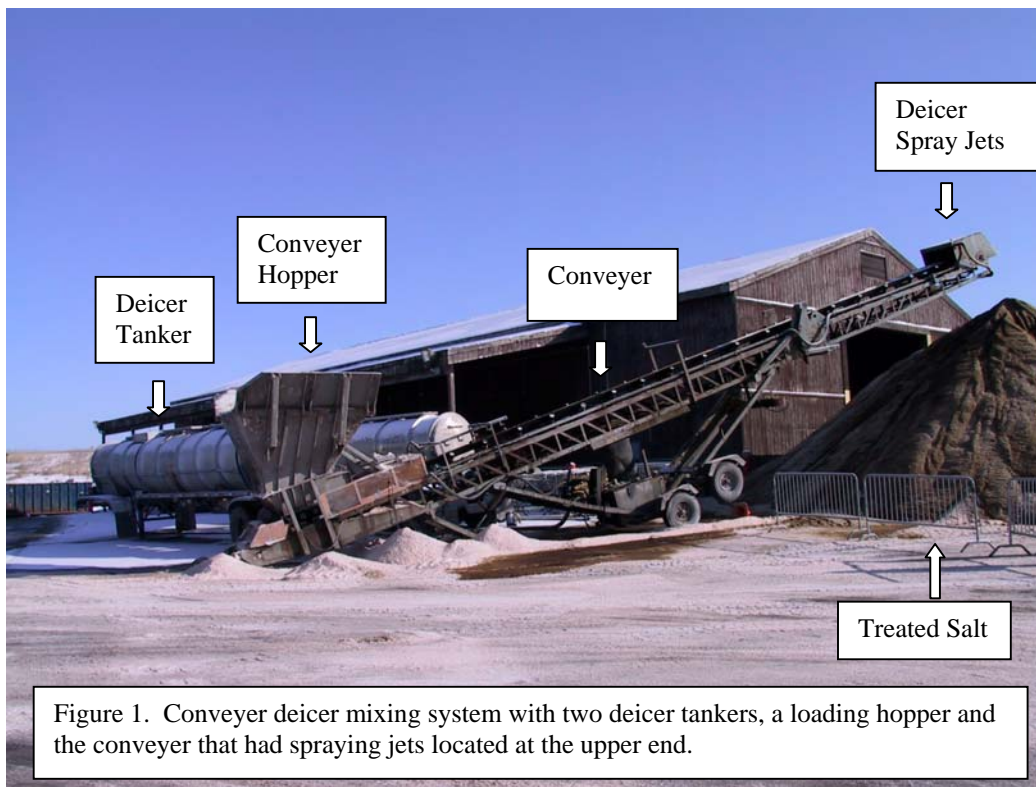 Deicer
Spray Jets
Conveyer
Hopper
Conveyer
Deicer
Tanker
Treated Salt
Figure 1.  Conveyer deicer mixing system with two deicer tankers, a loading hopper and
the conveyer that had spraying jets located at the upper end.